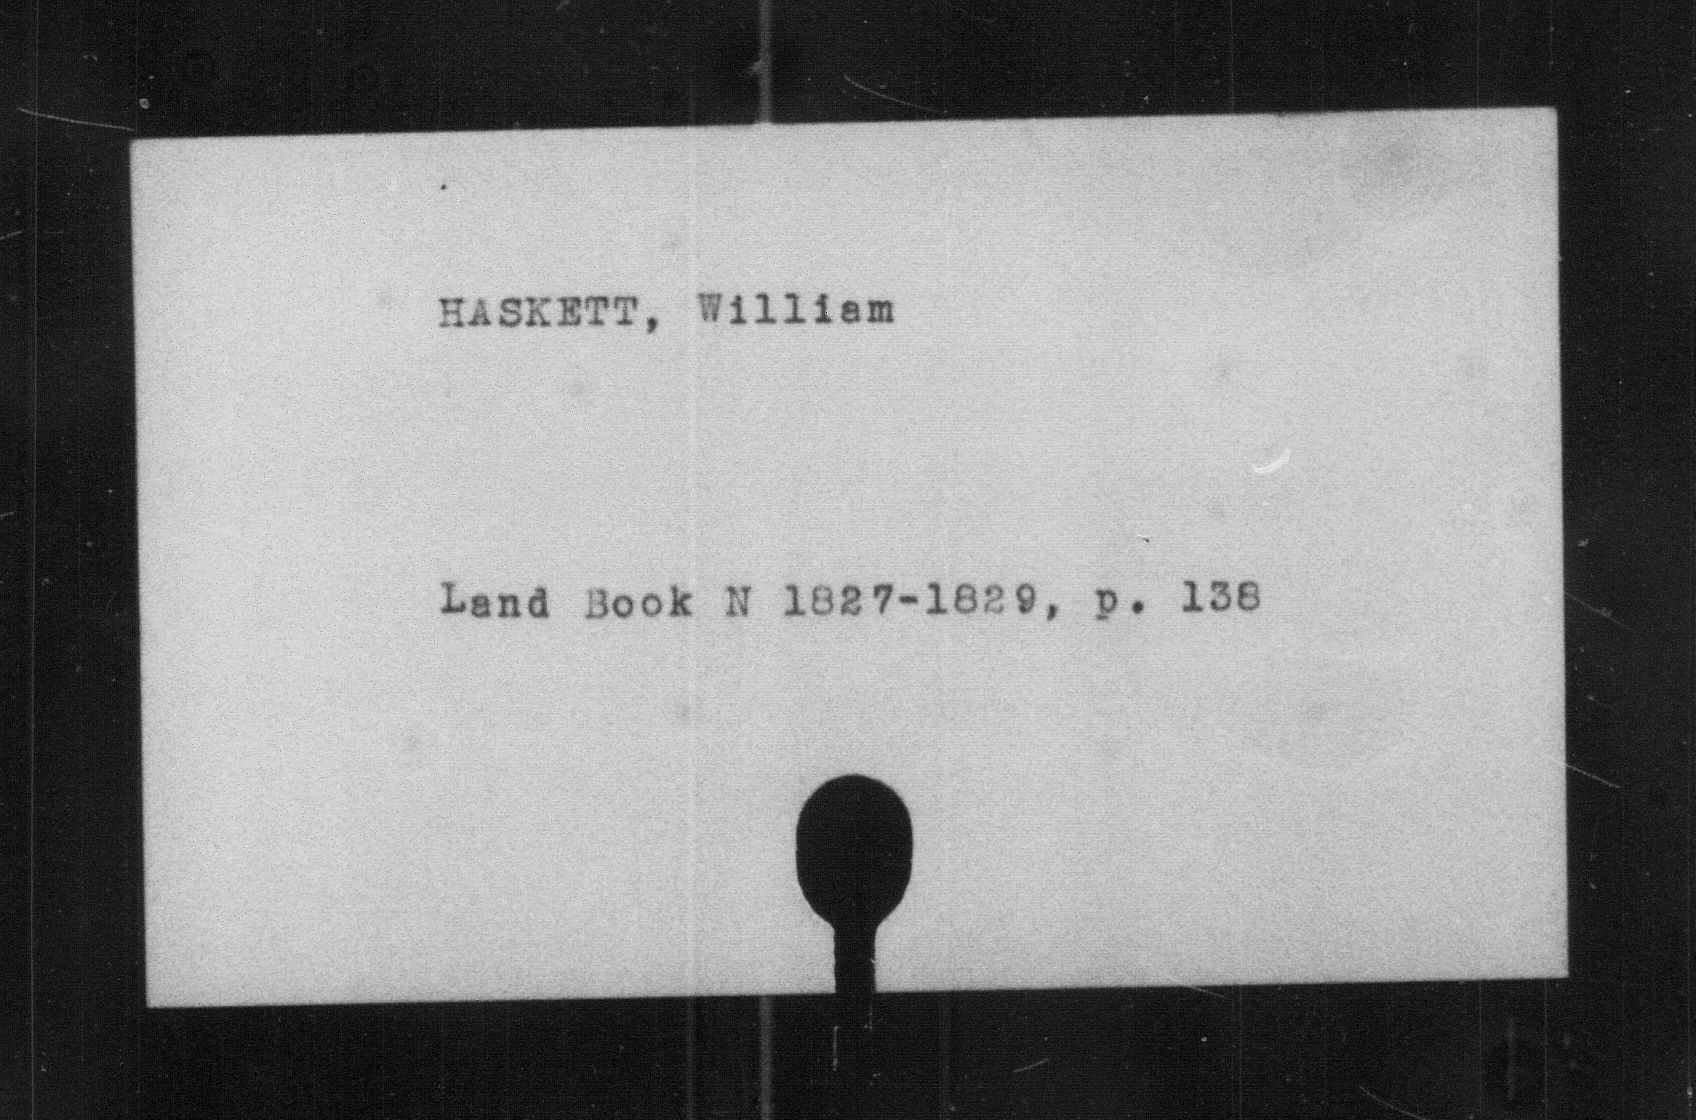 HASKETT, William
Land Book N 1827-1829, p. 138